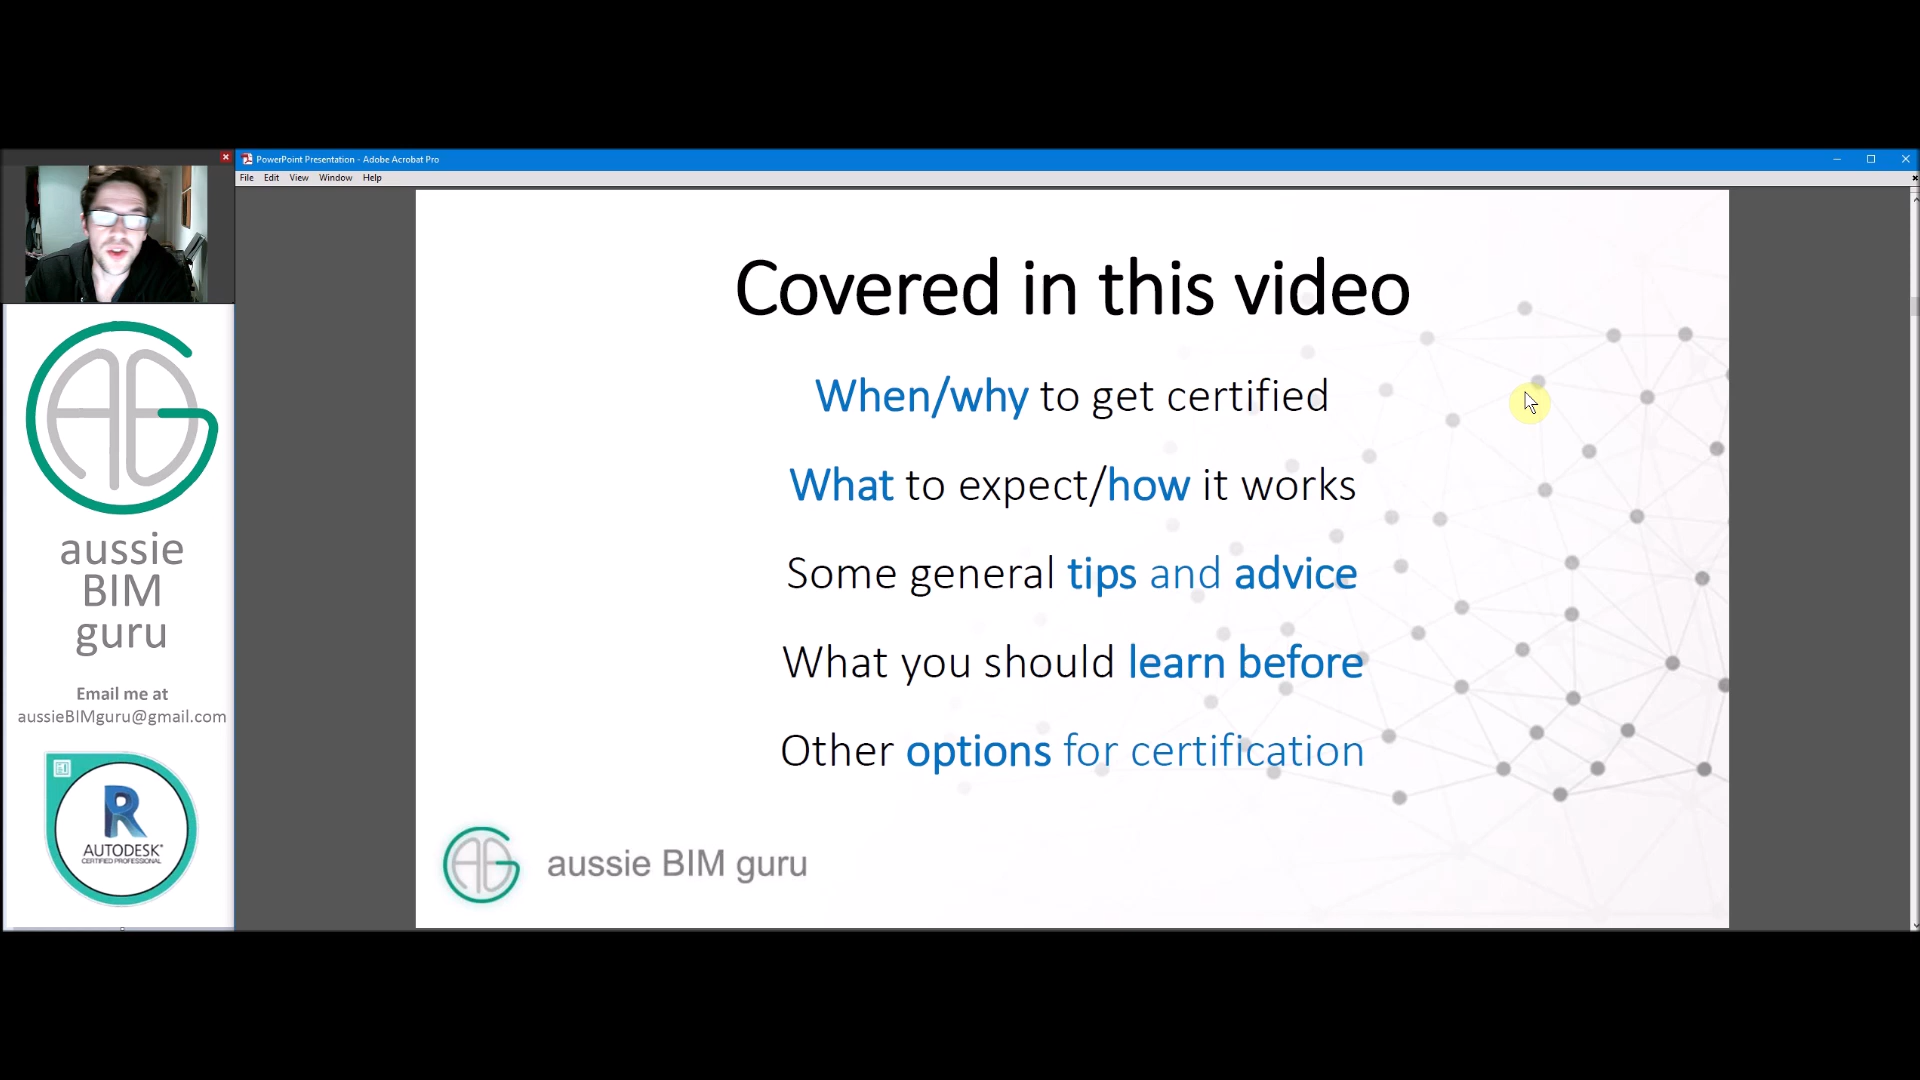 PowerPoint Presentation - Adobe Acrobat Pro
File Edit View Window Help
Covered in this video
When/why to get certified
What to expect/how it works
Some general tips and advice
What you should learn before
Other options for certification
aussie BIM guru
aussie
BIM
guru
Email me at
aussieBIMguru@gmail.com
R
AUTODESK®
CERTIFIED PROFESSIONAL